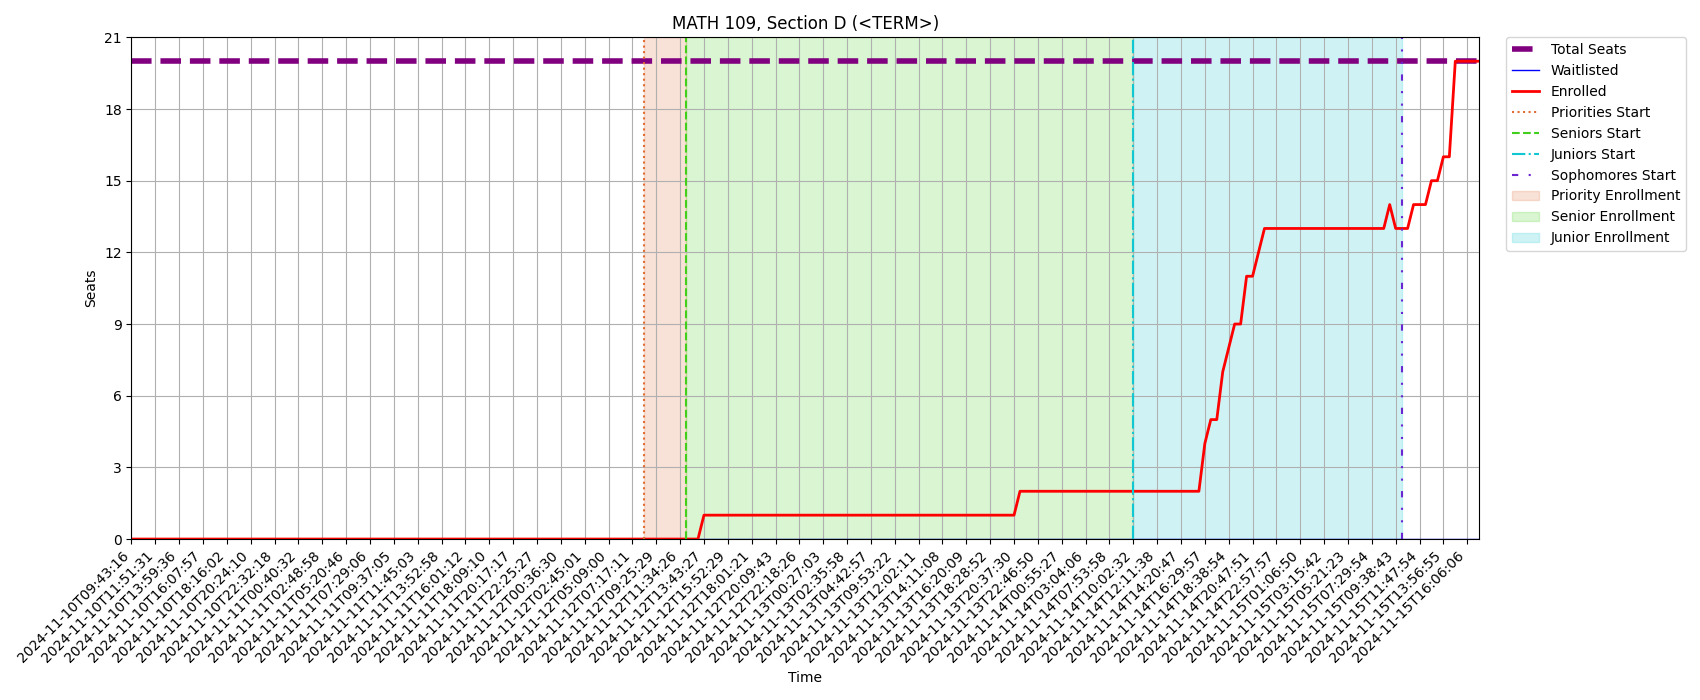 MATH 109, Section D (<TERM>)
21
18
15
12
9
6
3
0
Seats
2024-11-10T09:43:16
2024-11-10T11:51:31
2024-11-10T13:59:36
2024-11-10T16:07:57
2024-11-10T18:16:02
2024-11-10T20:24:10
2024-11-10T22:32:18
2024-11-11T00:40:32
2024-11-11T02:48:58
2024-11-11T05:20:46
2024-11-11T07:29:06
2024-11-11T09:37:05
2024-11-11T11:45:03
2024-11-11T13:52:58
2024-11-11T16:01:12
2024-11-11T18:09:10
2024-11-11T20:17:17
2024-11-11T22:25:27
2024-11-12T00:36:30
2024-11-12T02:45:01
2024-11-12T05:09:00
2024-11-12T07:17:11
2024-11-12T09:25:29
2024-11-12T11:34:26
2024-11-12T13:43:27
2024-11-12T15:52:29
2024-11-12T18:01:21
2024-11-12T20:09:43
2024-11-12T22:18:26
2024-11-13T00:27:03
2024-11-13T02:35:58
2024-11-13T04:42:57
2024-11-13T09:53:22
2024-11-13T12:02:11
2024-11-13T14:11:08
2024-11-13T16:20:09
2024-11-13T18:28:52
2024-11-13T20:37:30
2024-11-13T22:46:50
2024-11-14T00:55:27
2024-11-14T03:04:06
2024-11-14T07:53:58
2024-11-14T10:02:32
2024-11-14T12:11:38
2024-11-14T14:20:47
2024-11-14T16:29:57
2024-11-14T18:38:54
2024-11-14T20:47:51
2024-11-14T22:57:57
2024-11-15T01:06:50
2024-11-15T03:15:42
2024-11-15T05:21:23
2024-11-15T07:29:54
2024-11-15T09:38:43
2024-11-15T11:47:54
2024-11-15T13:56:55
2024-11-15T16:06:06
Time
Total Seats
Waitlisted
Enrolled
Priorities Start
Seniors Start
Juniors Start
Sophomores Start
Priority Enrollment
Senior Enrollment
Junior Enrollment